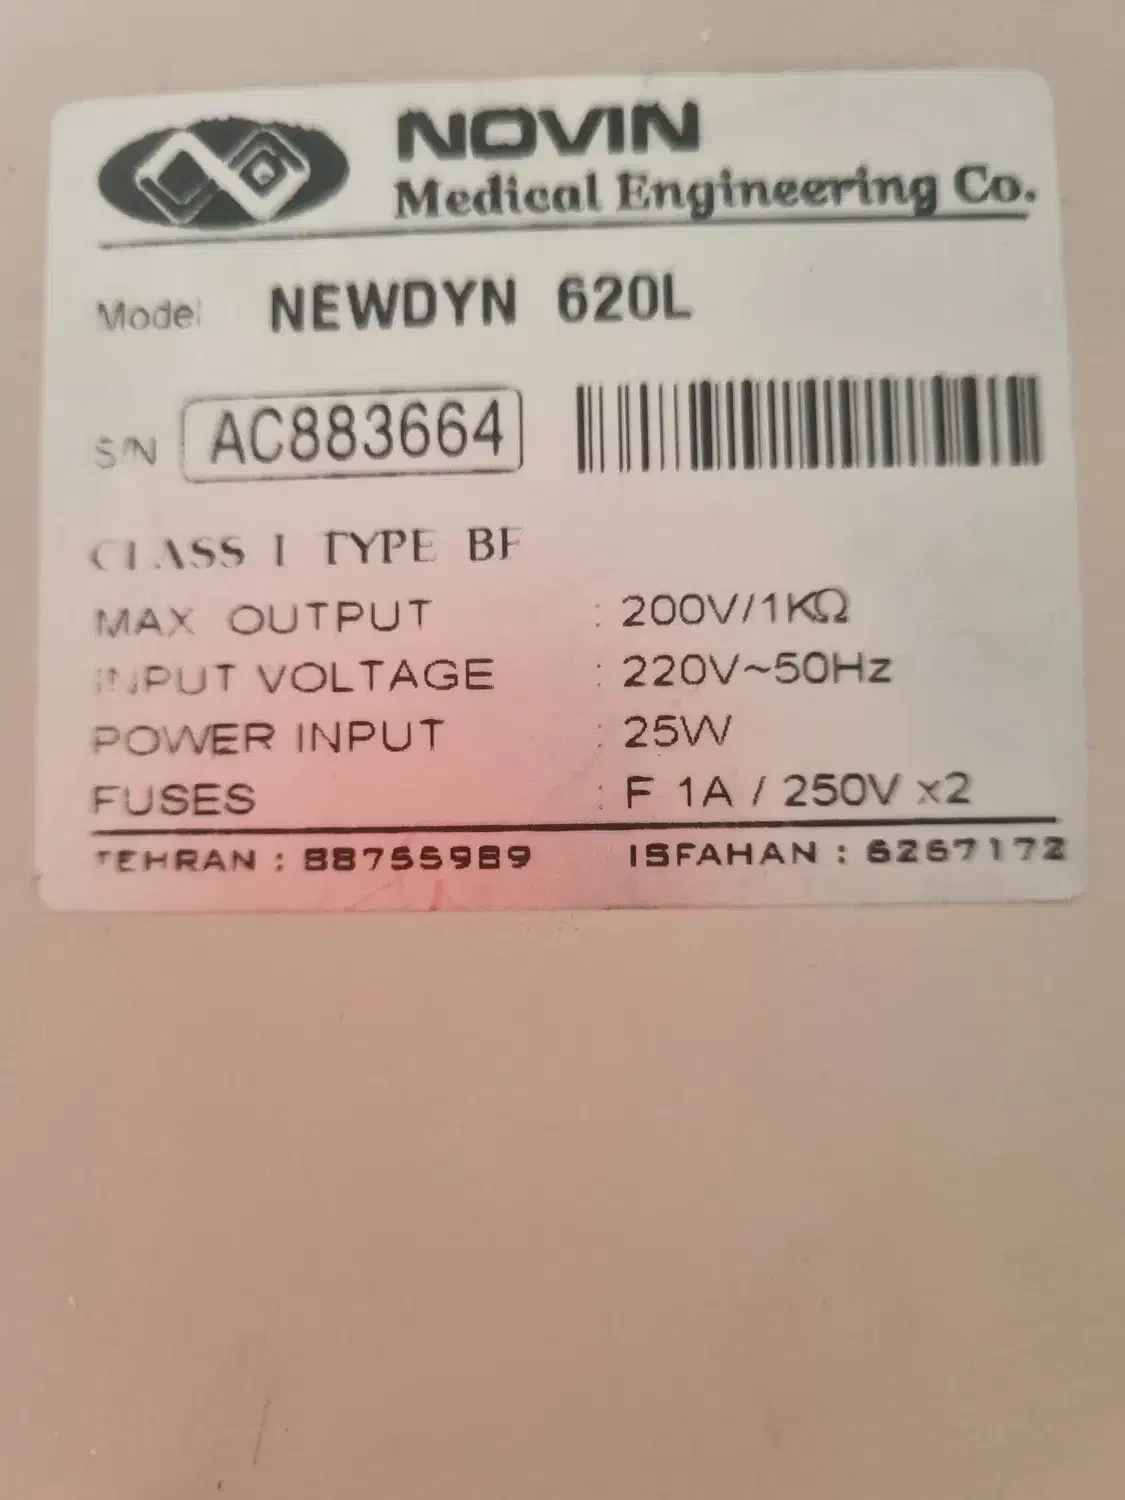 NOVIN
Medical Engineering Co.
Model NEWDYN 620L
S/N AC883664
CLASS I TYPE BF
MAX OUTPUT : 200V/1KΩ
INPUT VOLTAGE : 220V~50Hz
POWER INPUT : 25W
FUSES : F 1A / 250V x2
TEHRAN : 88755989 ISFAHAN : 6267172